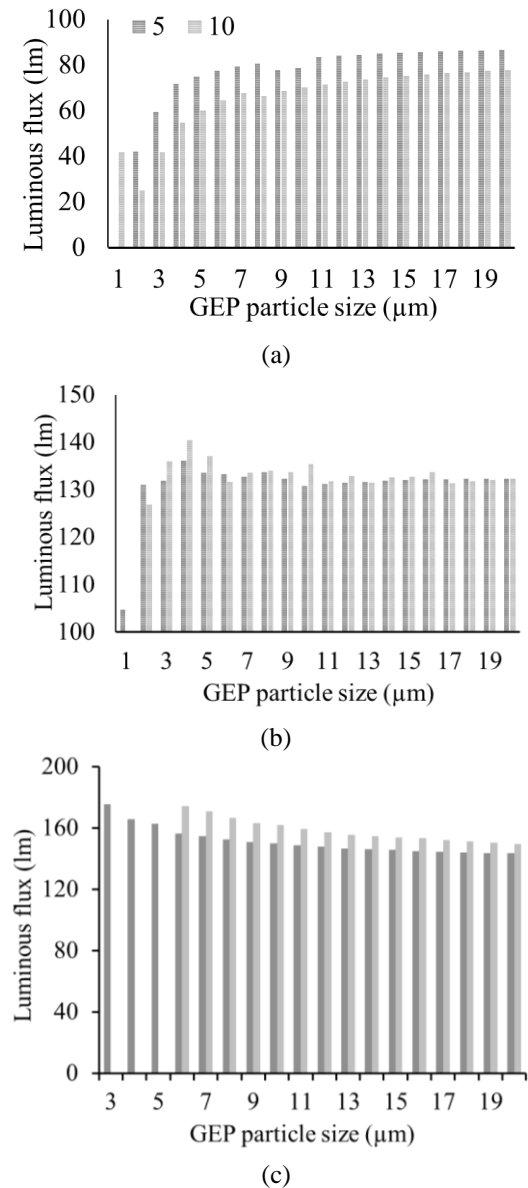 100
5 10
80
60
40
20
0
Luminous flux (lm)
1 3 5 7 9 11 13 15 17 19
GEP particle size (µm)
(a)
150
140
130
120
110
100
Luminous flux (lm)
1 3 5 7 9 11 13 15 17 19
GEP particle size (µm)
(b)
200
160
120
80
40
0
Luminous flux (lm)
3 5 7 9 11 13 15 17 19
GEP particle size (µm)
(c)